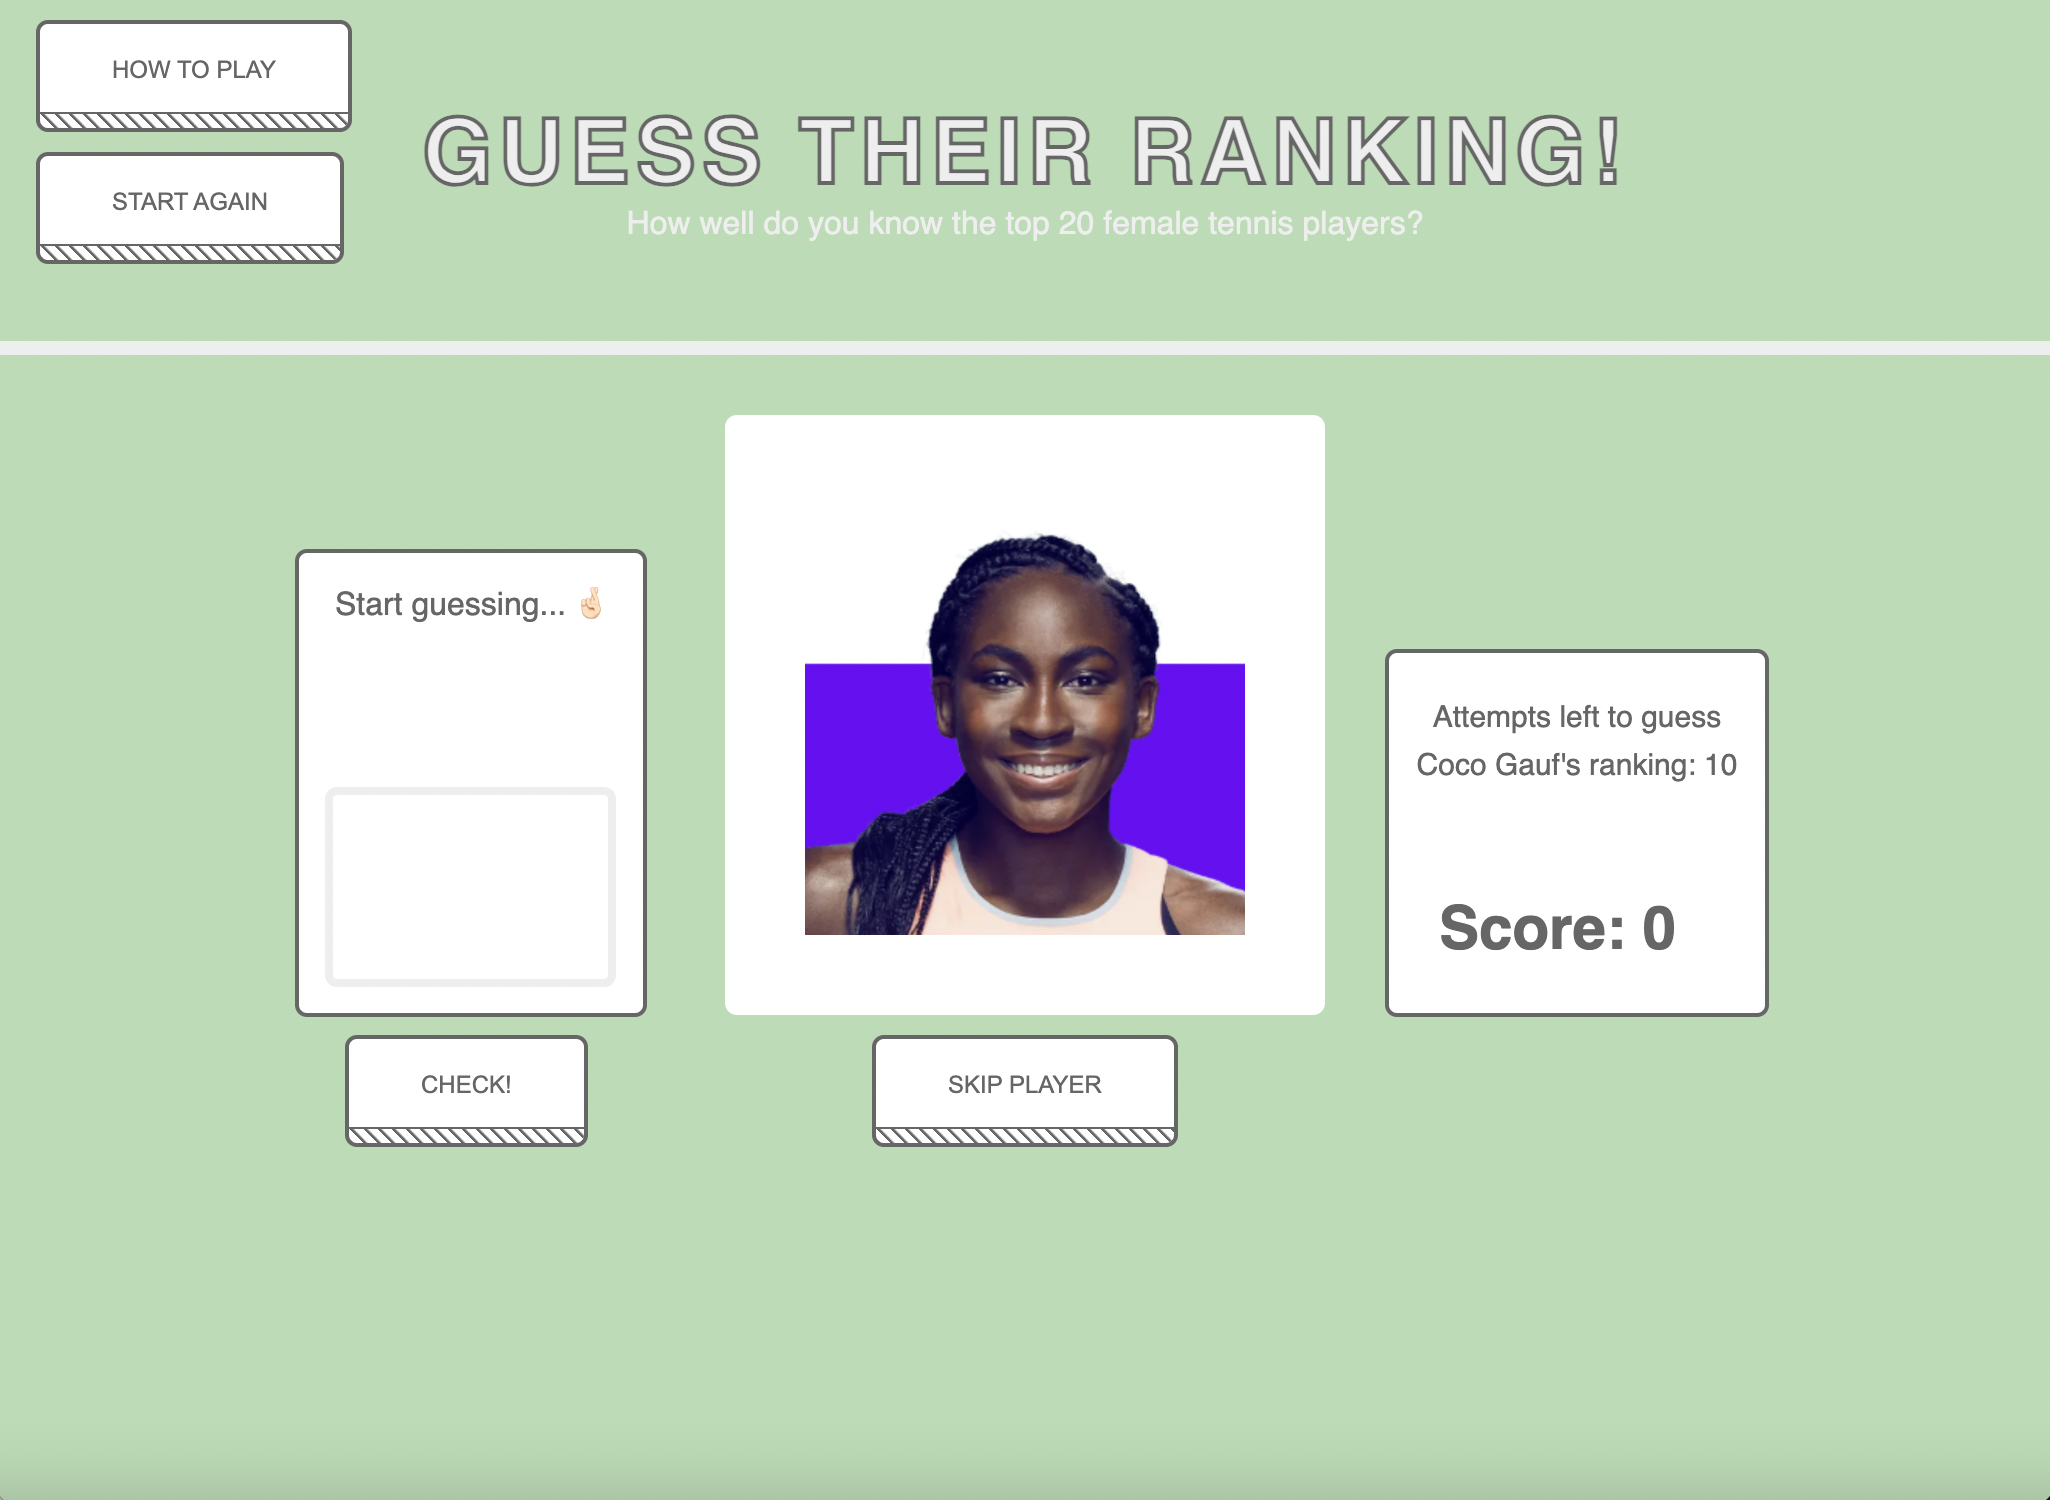 HOW TO PLAY
START AGAIN
GUESS THEIR RANKING!
How well do you know the top 20 female tennis players?
Start guessing... 🤞🏻
CHECK!
SKIP PLAYER
Attempts left to guess
Coco Gauf's ranking: 10
Score: 0